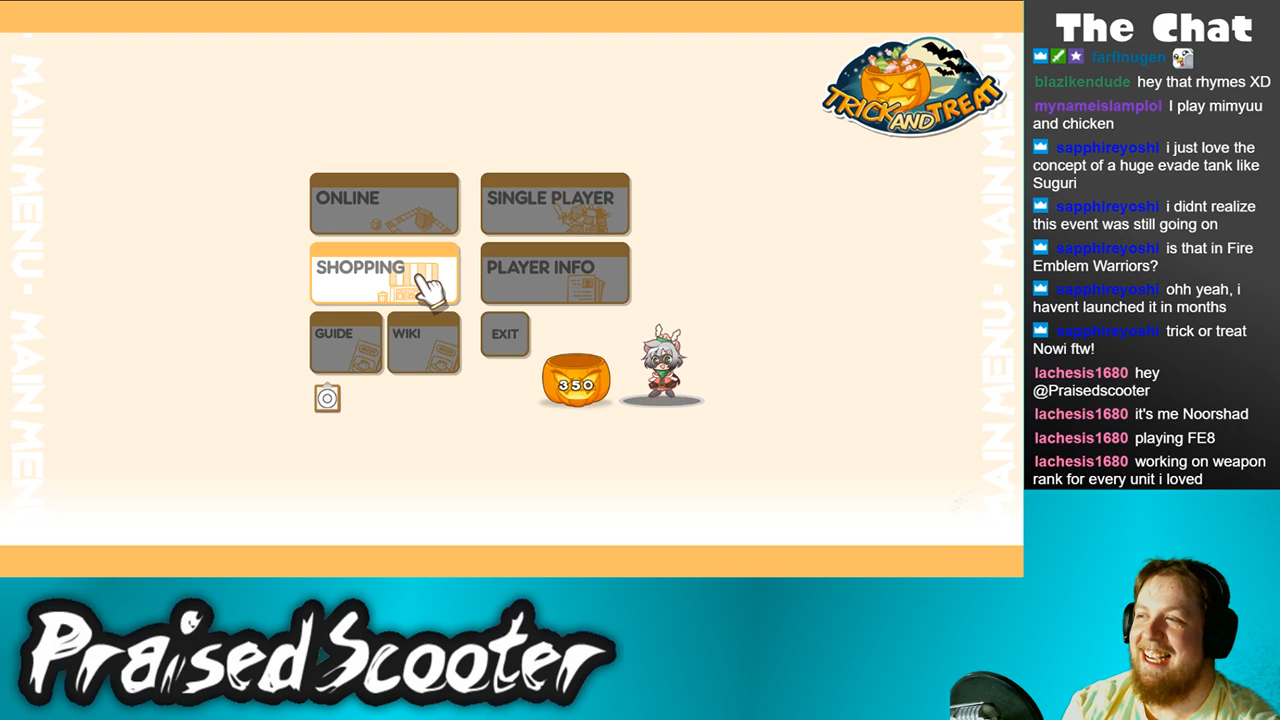 MAIN MENU · MAIN MEN
TRICK AND TREAT
MAIN MENU · MAIN MENU ·
ONLINE
SINGLE PLAYER
SHOPPING
PLAYER INFO
GUIDE
WIKI
EXIT
350
The Chat
farfinugen
blazikendude hey that rhymes XD
mynameislamplol I play mimyuu
and chicken
sapphireyoshi i just love the
concept of a huge evade tank like
Suguri
sapphireyoshi i didnt realize
this event was still going on
sapphireyoshi is that in Fire
Emblem Warriors?
sapphireyoshi ohh yeah, i
havent launched it in months
sapphireyoshi trick or treat
Nowi ftw!
lachesis1680 hey
@Praisedscooter
lachesis1680 it's me Noorshad
lachesis1680 playing FE8
lachesis1680 working on weapon
rank for every unit i loved
PraisedScooter